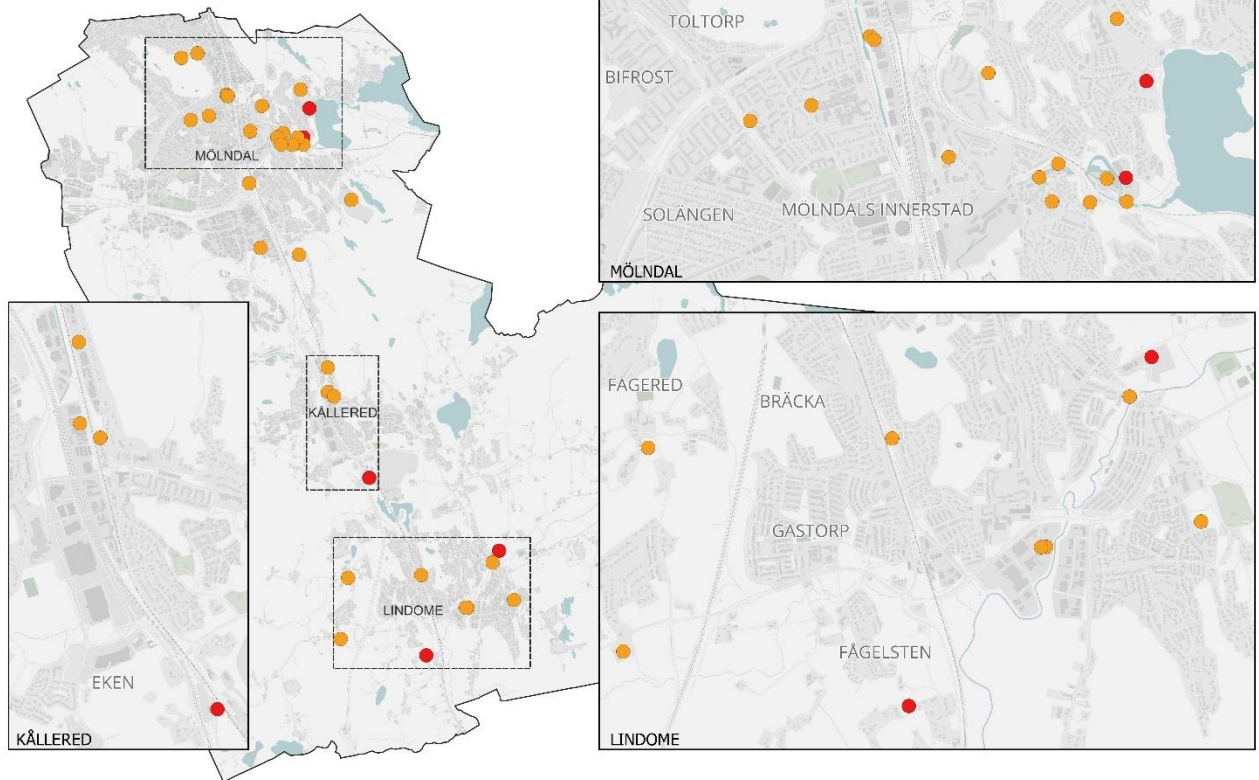 MÖLNDAL
KÅLLERED
LINDOME
EKEN
KÅLLERED
TOLTORP
BIFROST
SOLÄNGEN
MÖLNDALS INNERSTAD
MÖLNDAL
FAGERED
BRÄCKA
GASTORP
FÅGELSTEN
LINDOME